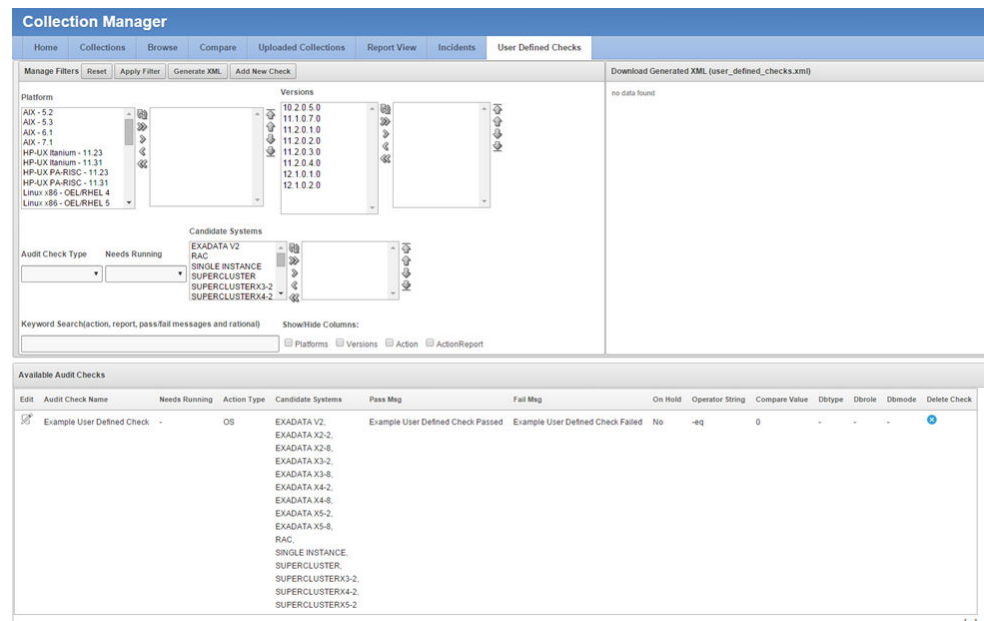 Collection Manager
Home Collections Browse Compare Uploaded Collections Report View Incidents User Defined Checks
Manage Filters Reset Apply Filter Generate XML Add New Check
Download Generated XML (user_defined_checks.xml)
no data found
Platform
AIX - 5.2
AIX - 5.3
AIX - 6.1
AIX - 7.1
HP-UX Itanium - 11.23
HP-UX Itanium - 11.31
HP-UX PA-RISC - 11.23
HP-UX PA-RISC - 11.31
Linux x86 - OEL/RHEL 4
Linux x86 - OEL/RHEL 5
Versions
10.2.0.5.0
11.1.0.7.0
11.2.0.1.0
11.2.0.2.0
11.2.0.3.0
11.2.0.4.0
12.1.0.1.0
12.1.0.2.0
Audit Check Type Needs Running
Candidate Systems
EXADATA V2
RAC
SINGLE INSTANCE
SUPERCLUSTER
SUPERCLUSTERX3-2
SUPERCLUSTERX4-2
Keyword Search(action, report, pass/fail messages and rational)
Show/Hide Columns:
Platforms Versions Action ActionReport
Available Audit Checks
Edit Audit Check Name Needs Running Action Type Candidate Systems Pass Msg Fail Msg On Hold Operator String Compare Value Dbtype Dbrole Dbmode Delete Check
Example User Defined Check - OS EXADATA V2, Example User Defined Check Passed Example User Defined Check Failed No -eq 0 - - -
EXADATA X2-2,
EXADATA X2-8,
EXADATA X3-2,
EXADATA X3-8,
EXADATA X4-2,
EXADATA X4-8,
EXADATA X5-2,
EXADATA X5-8,
RAC,
SINGLE INSTANCE,
SUPERCLUSTER,
SUPERCLUSTERX3-2,
SUPERCLUSTERX4-2,
SUPERCLUSTERX5-2